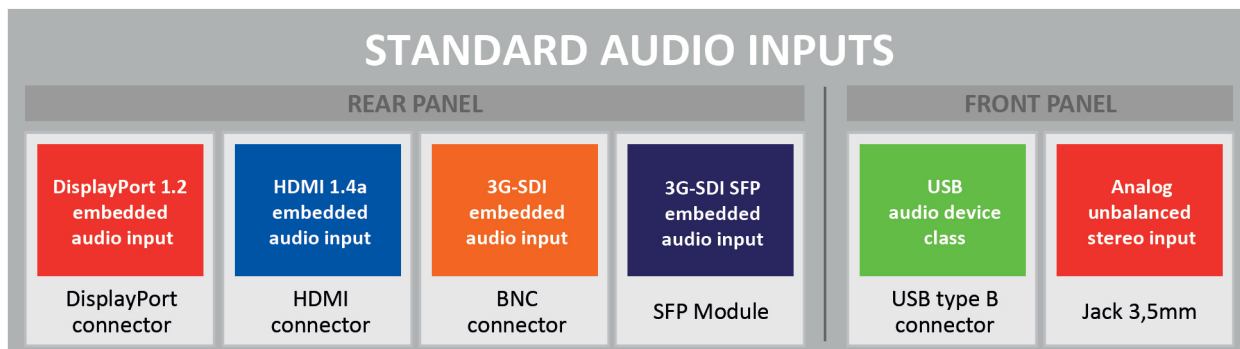 STANDARD AUDIO INPUTS
REAR PANEL
DisplayPort 1.2
embedded
audio input
DisplayPort
connector
HDMI 1.4a
embedded
audio input
HDMI
connector
3G-SDI
embedded
audio input
BNC
connector
3G-SDI SFP
embedded
audio input
SFP Module
FRONT PANEL
USB
audio device
class
USB type B
connector
Analog
unbalanced
stereo input
Jack 3,5mm